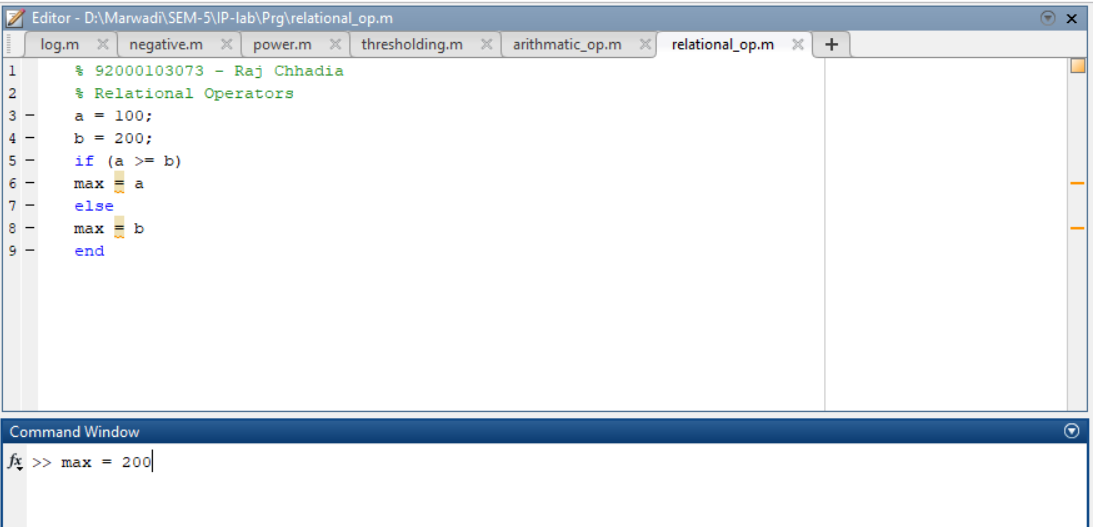 Editor - D:\Marwadi\SEM-5\IP-lab\Prg\relational_op.m
log.m negative.m power.m thresholding.m arithmatic_op.m relational_op.m +
1 % 92000103073 - Raj Chhadia
2 % Relational Operators
3 - a = 100;
4 - b = 200;
5 - if (a >= b)
6 - max = a
7 - else
8 - max = b
9 - end
Command Window
fx >> max = 200